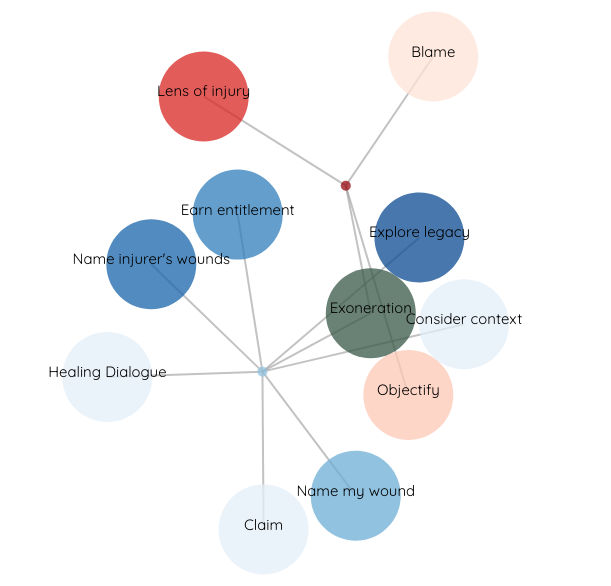 Blame
Lens of injury
Earn entitlement
Explore legacy
Name injurer's wounds
Exoneration
Consider context
Healing Dialogue
Objectify
Name my wound
Claim